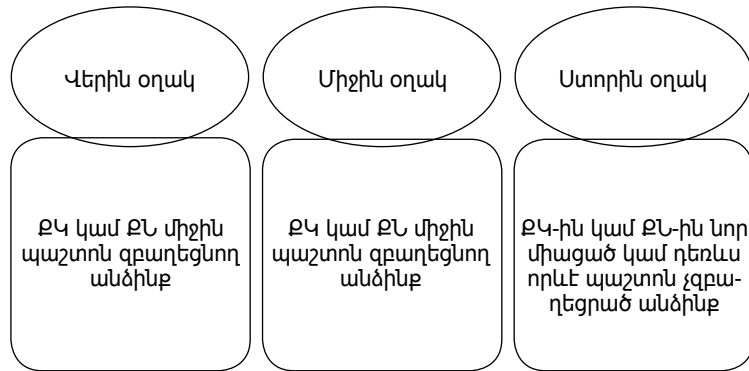 Վերին օղակ
Միջին օղակ
Ստորին օղակ
ՔԿ կամ ՔՆ միջին
պաշտոն զբաղեցնող
անձինք
ՔԿ կամ ՔՆ միջին
պաշտոն զբաղեցնող
անձինք
ՔԿ-ին կամ ՔՆ-ին նոր
միացած կամ դեռևս
որևէ պաշտոն չզբա-
ղեցրած անձինք